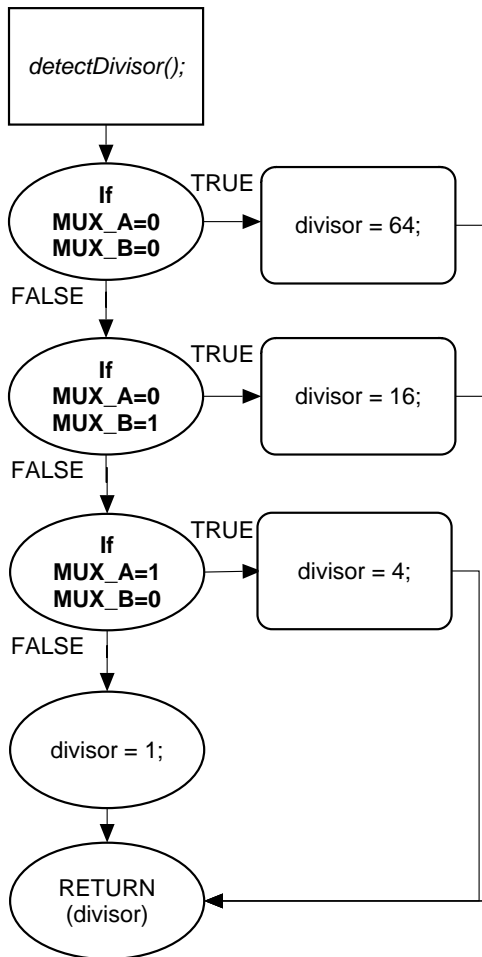 detectDivisor();
If
MUX_A=0
MUX_B=0
TRUE
divisor = 64;
FALSE
If
MUX_A=0
MUX_B=1
TRUE
divisor = 16;
FALSE
If
MUX_A=1
MUX_B=0
TRUE
divisor = 4;
FALSE
divisor = 1;
RETURN
(divisor)